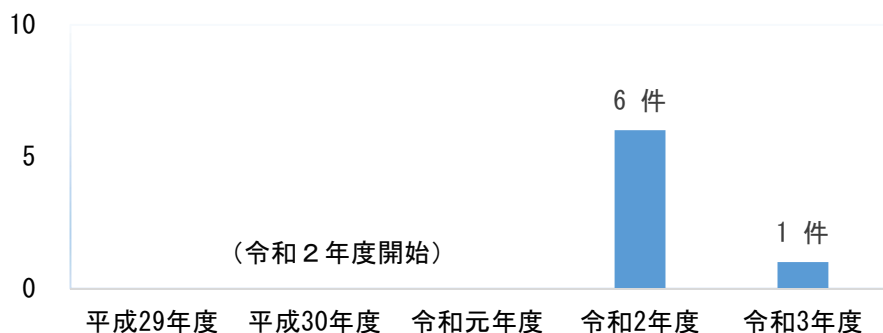 10
6 件
5
1 件
（令和２年度開始）
0
平成29年度 平成30年度 令和元年度 令和2年度 令和3年度